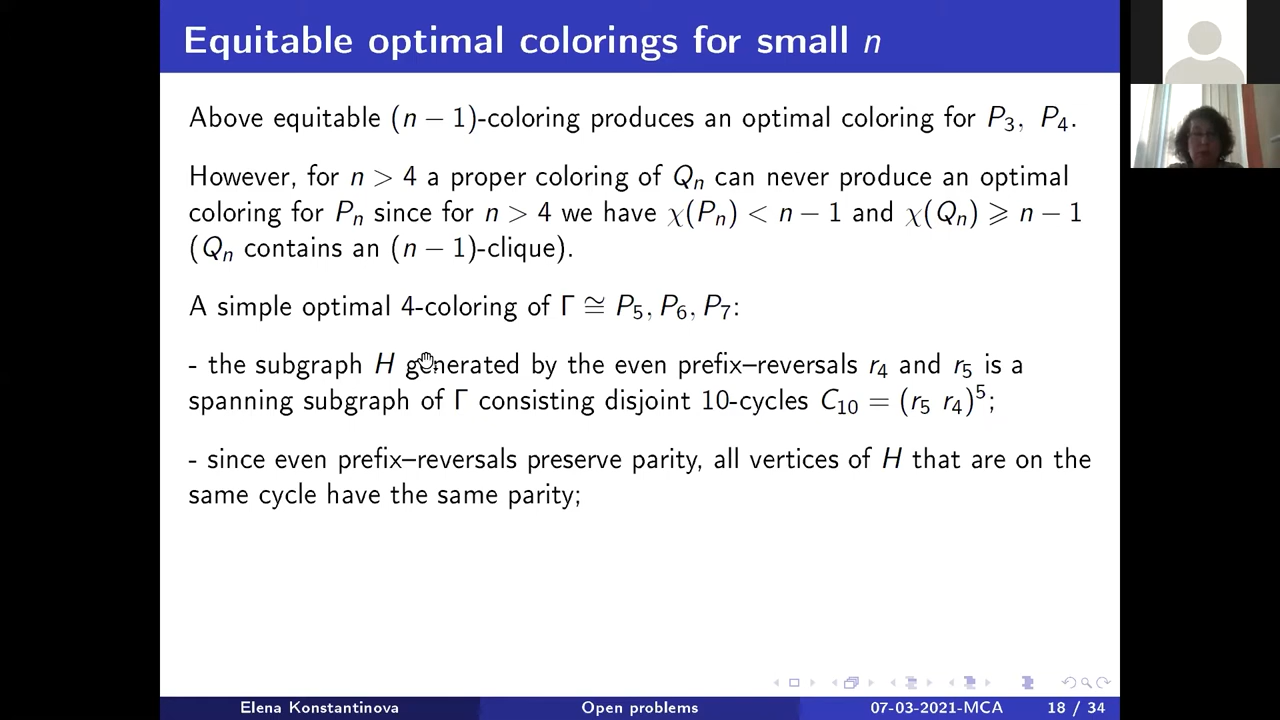 Equitable optimal colorings for small n
Above equitable (n − 1)-coloring produces an optimal coloring for P₃, P₄.
However, for n > 4 a proper coloring of Qₙ can never produce an optimal
coloring for Pₙ since for n > 4 we have χ(Pₙ) < n − 1 and χ(Qₙ) ⩾ n − 1
(Qₙ contains an (n − 1)-clique).
A simple optimal 4-coloring of Γ ≅ P₅, P₆, P₇:
- the subgraph H generated by the even prefix–reversals r₄ and r₅ is a
spanning subgraph of Γ consisting disjoint 10-cycles C₁₀ = (r₅ r₄)⁵;
- since even prefix–reversals preserve parity, all vertices of H that are on the
same cycle have the same parity;
Elena Konstantinova Open problems 07-03-2021-MCA 18 / 34